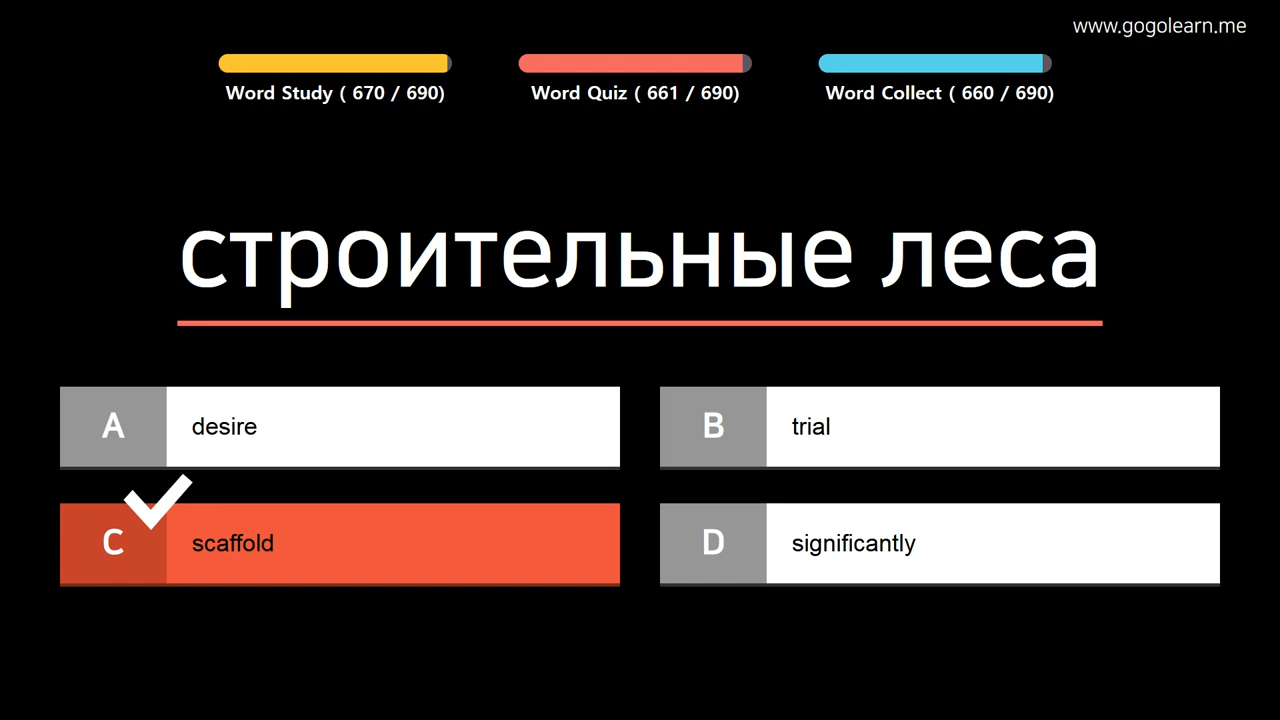 www.gogolearn.me
Word Study ( 670 / 690)
Word Quiz ( 661 / 690)
Word Collect ( 660 / 690)
строительные леса
A desire
B trial
C scaffold
D significantly